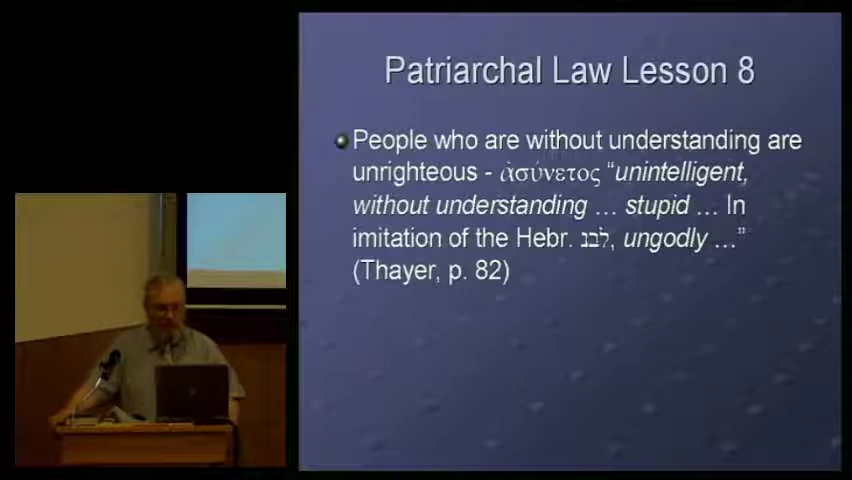 Patriarchal Law Lesson 8
People who are without understanding are
unrighteous - ἀσύνετος “unintelligent,
without understanding … stupid … In
imitation of the Hebr. לבנ, ungodly …”
(Thayer, p. 82)